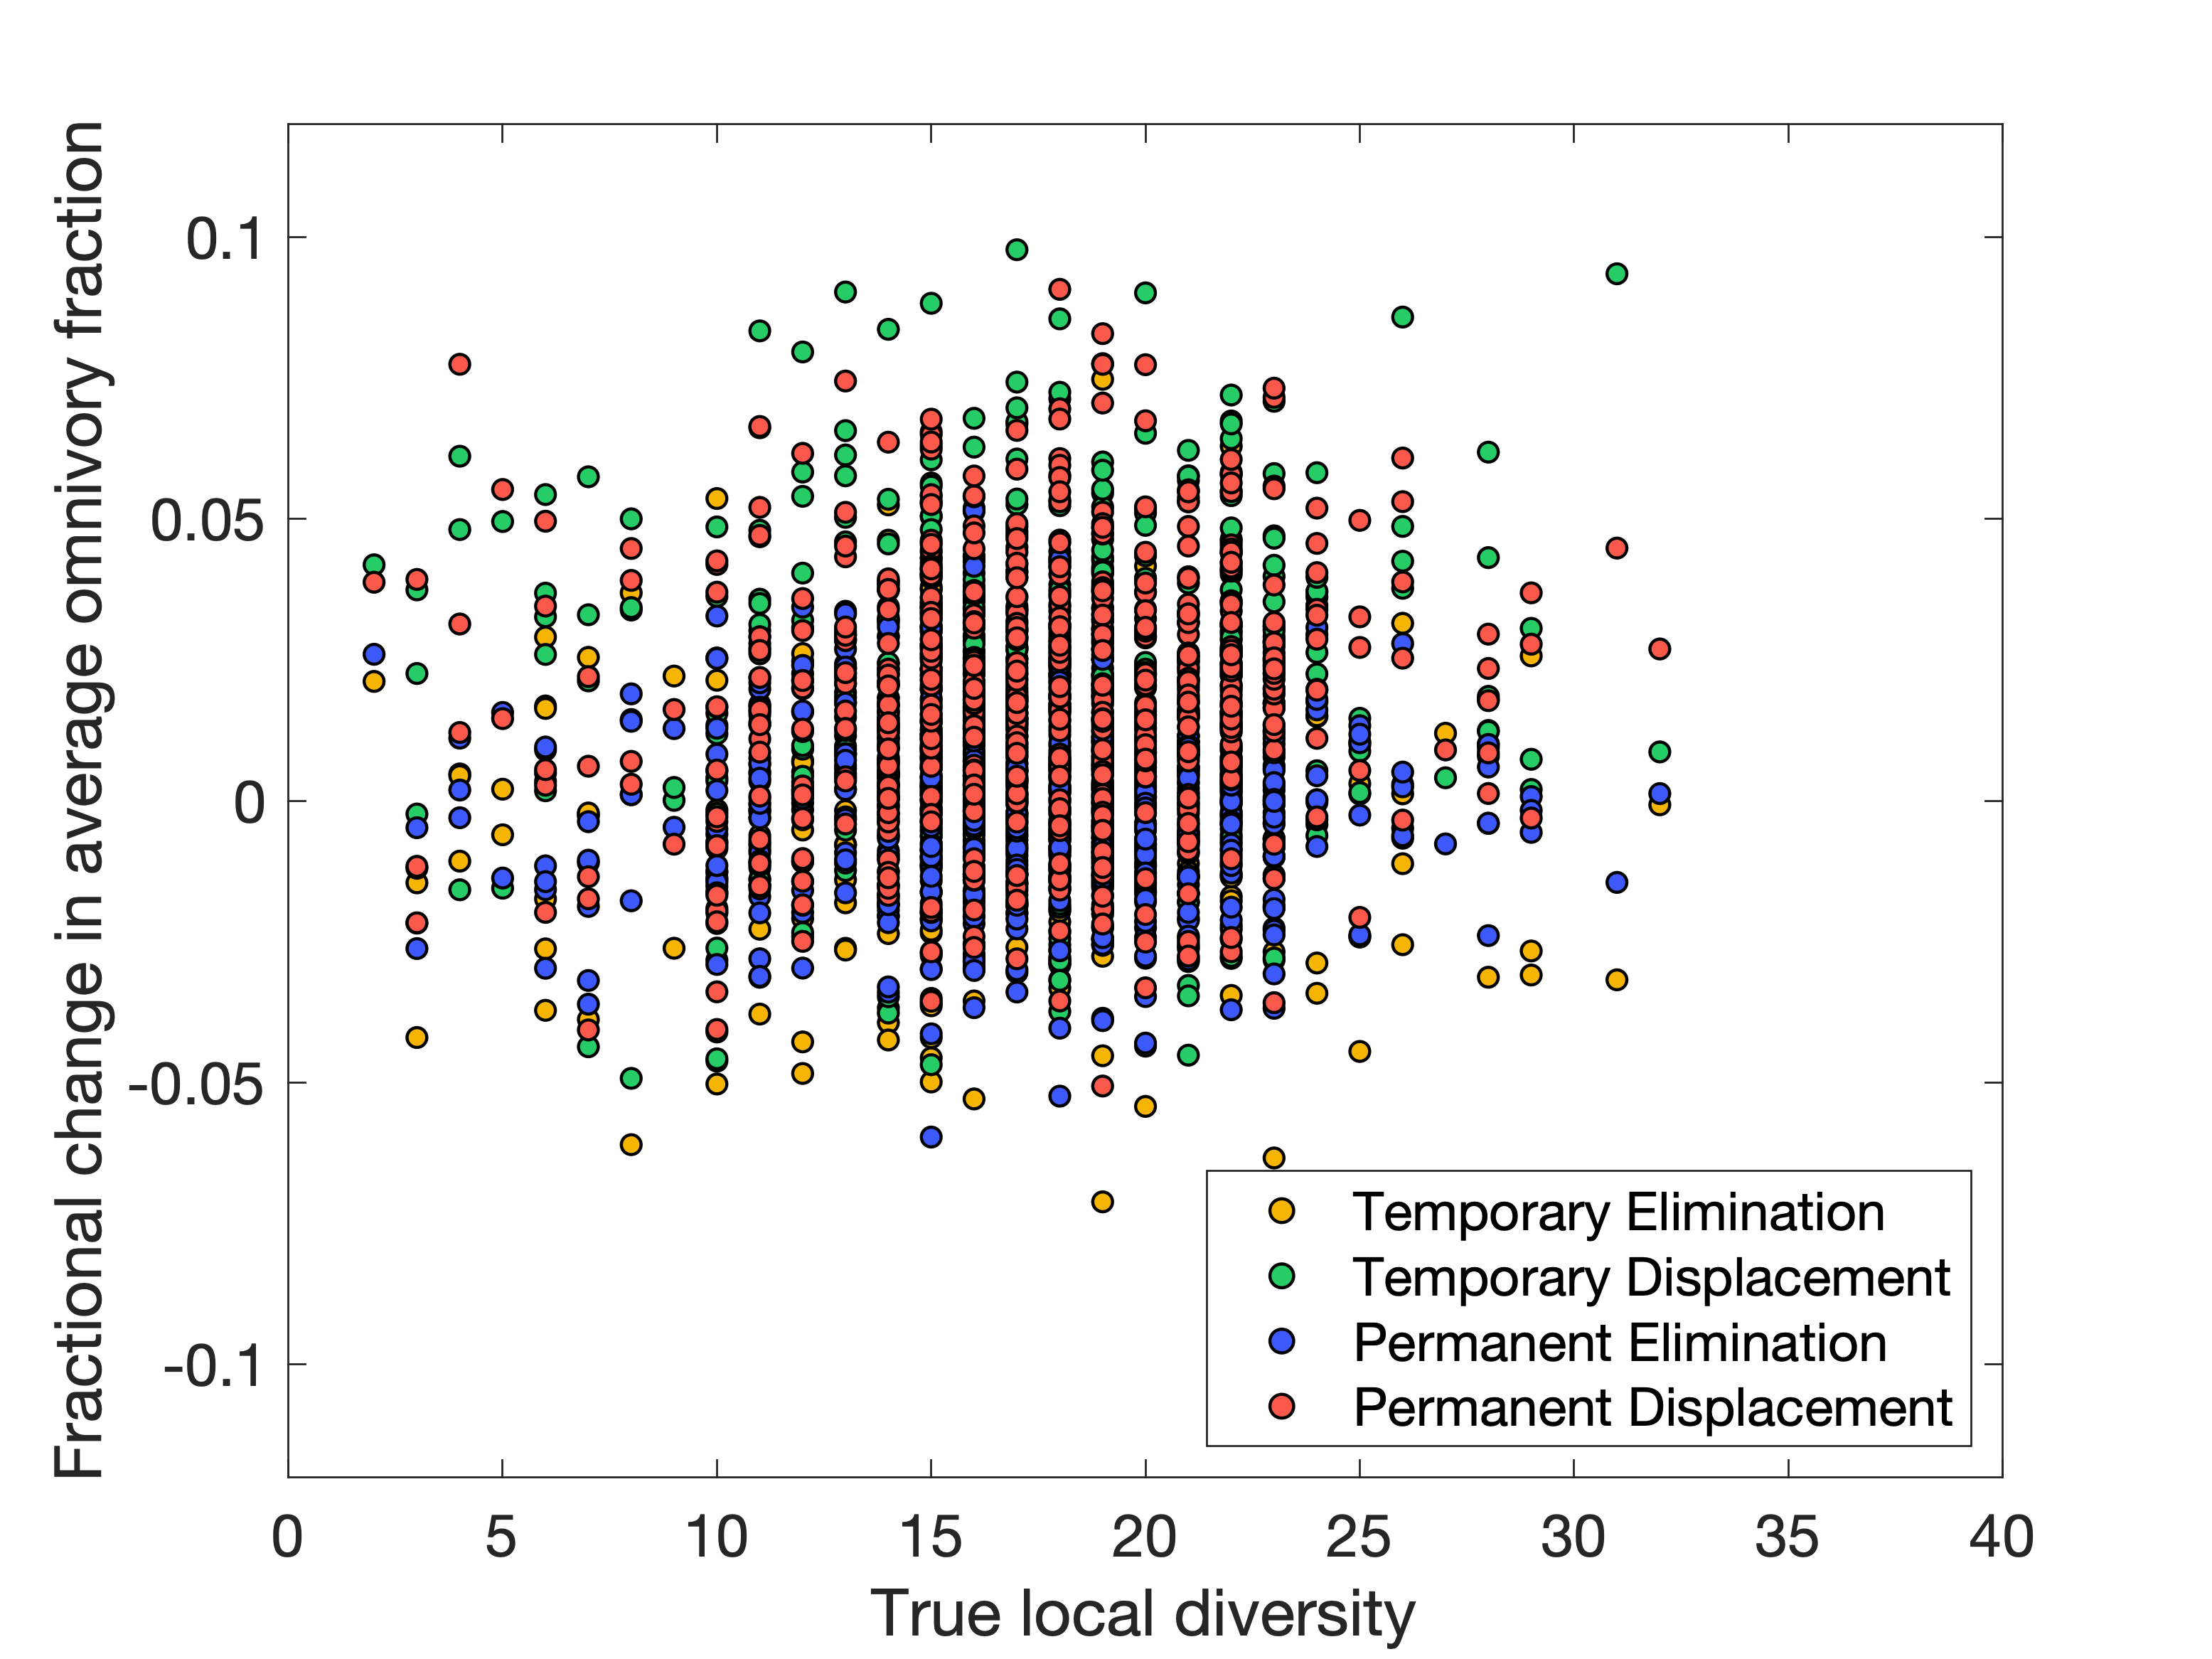 Fractional change in average omnivory fraction
0.1
0.05
0
-0.05
-0.1
Temporary Elimination
Temporary Displacement
Permanent Elimination
Permanent Displacement
0 5 10 15 20 25 30 35 40
True local diversity